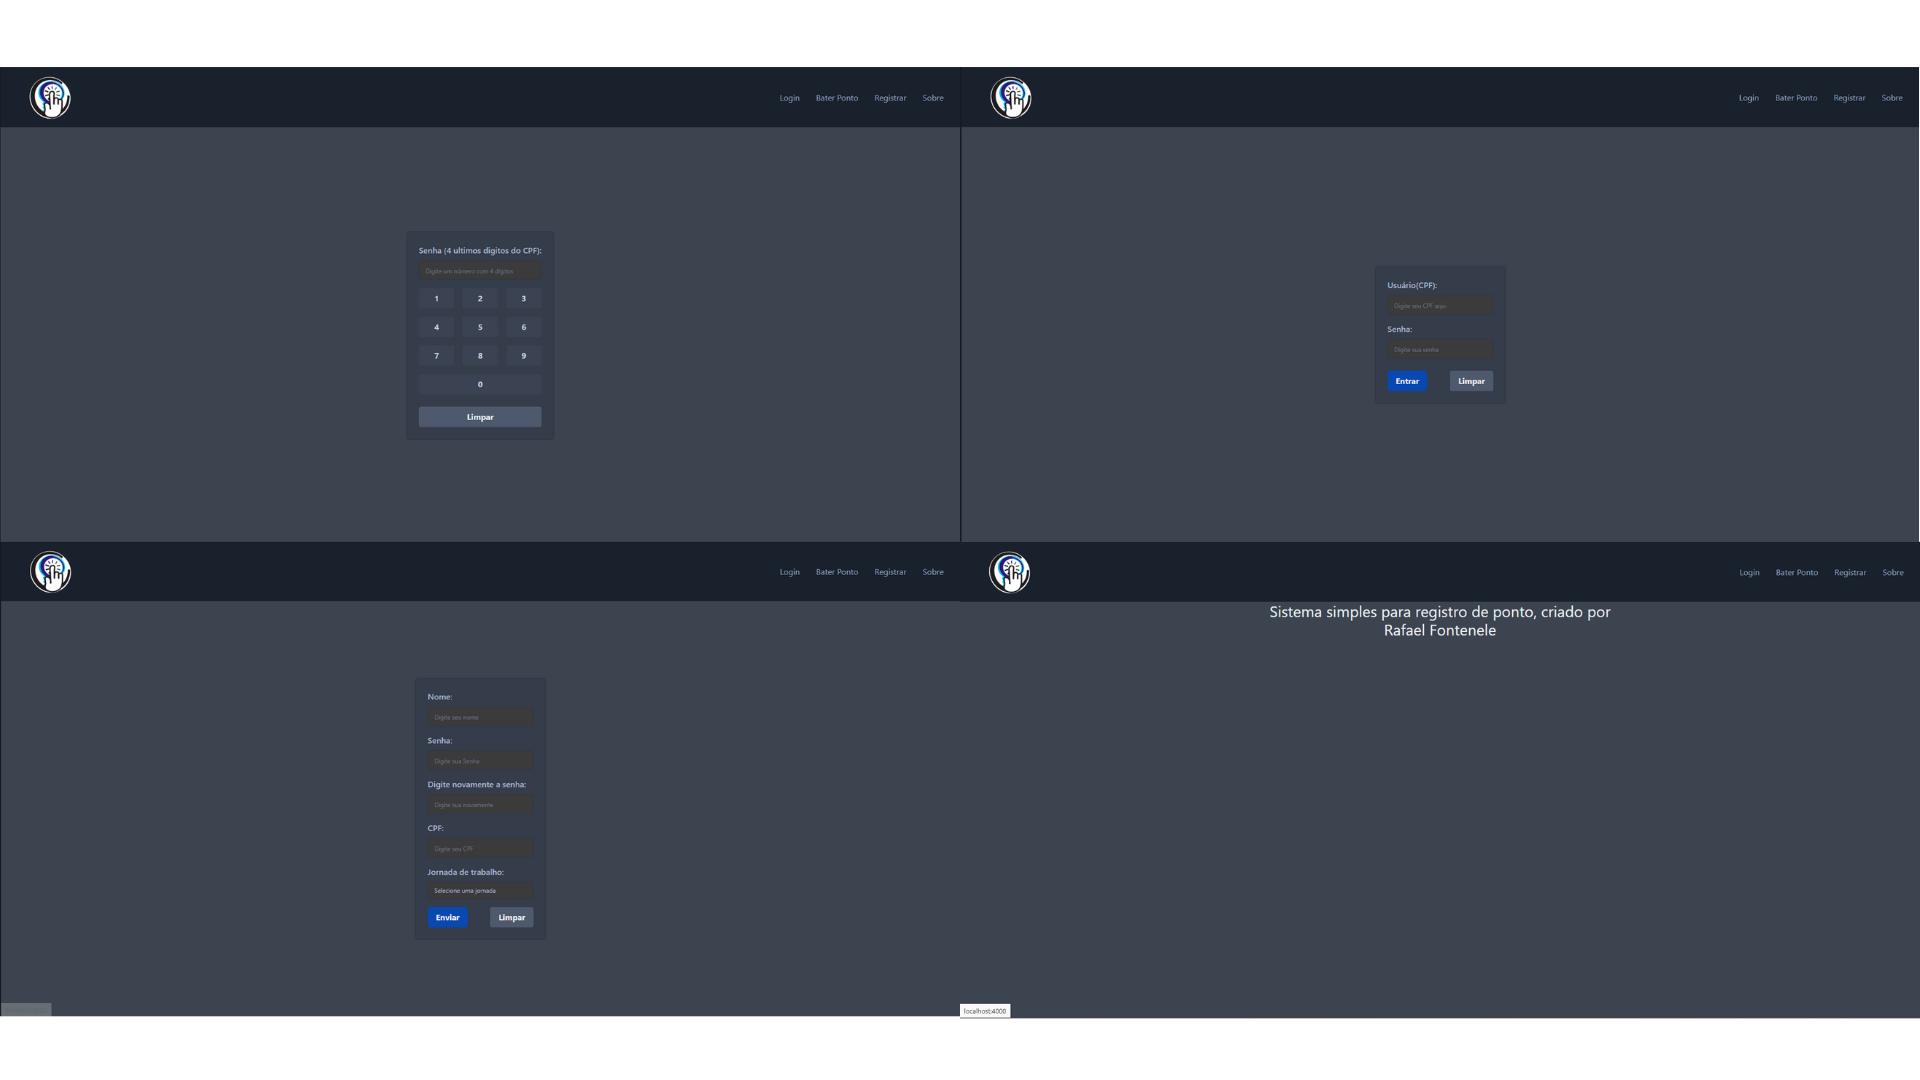 Login Bater Ponto Registrar Sobre
Senha (4 ultimos digitos do CPF):
Digite um número com 4 dígitos
1 2 3
4 5 6
7 8 9
0
Limpar
Login Bater Ponto Registrar Sobre
Usuário(CPF):
Digite seu CPF aqui
Senha:
Digite sua senha
Entrar Limpar
Login Bater Ponto Registrar Sobre
Nome:
Digite seu nome
Senha:
Digite sua Senha
Digite novamente a senha:
Digite sua novamente
CPF:
Digite seu CPF
Jornada de trabalho:
Selecione uma jornada
Enviar Limpar
Login Bater Ponto Registrar Sobre
Sistema simples para registro de ponto, criado por
Rafael Fontenele
localhost:4000